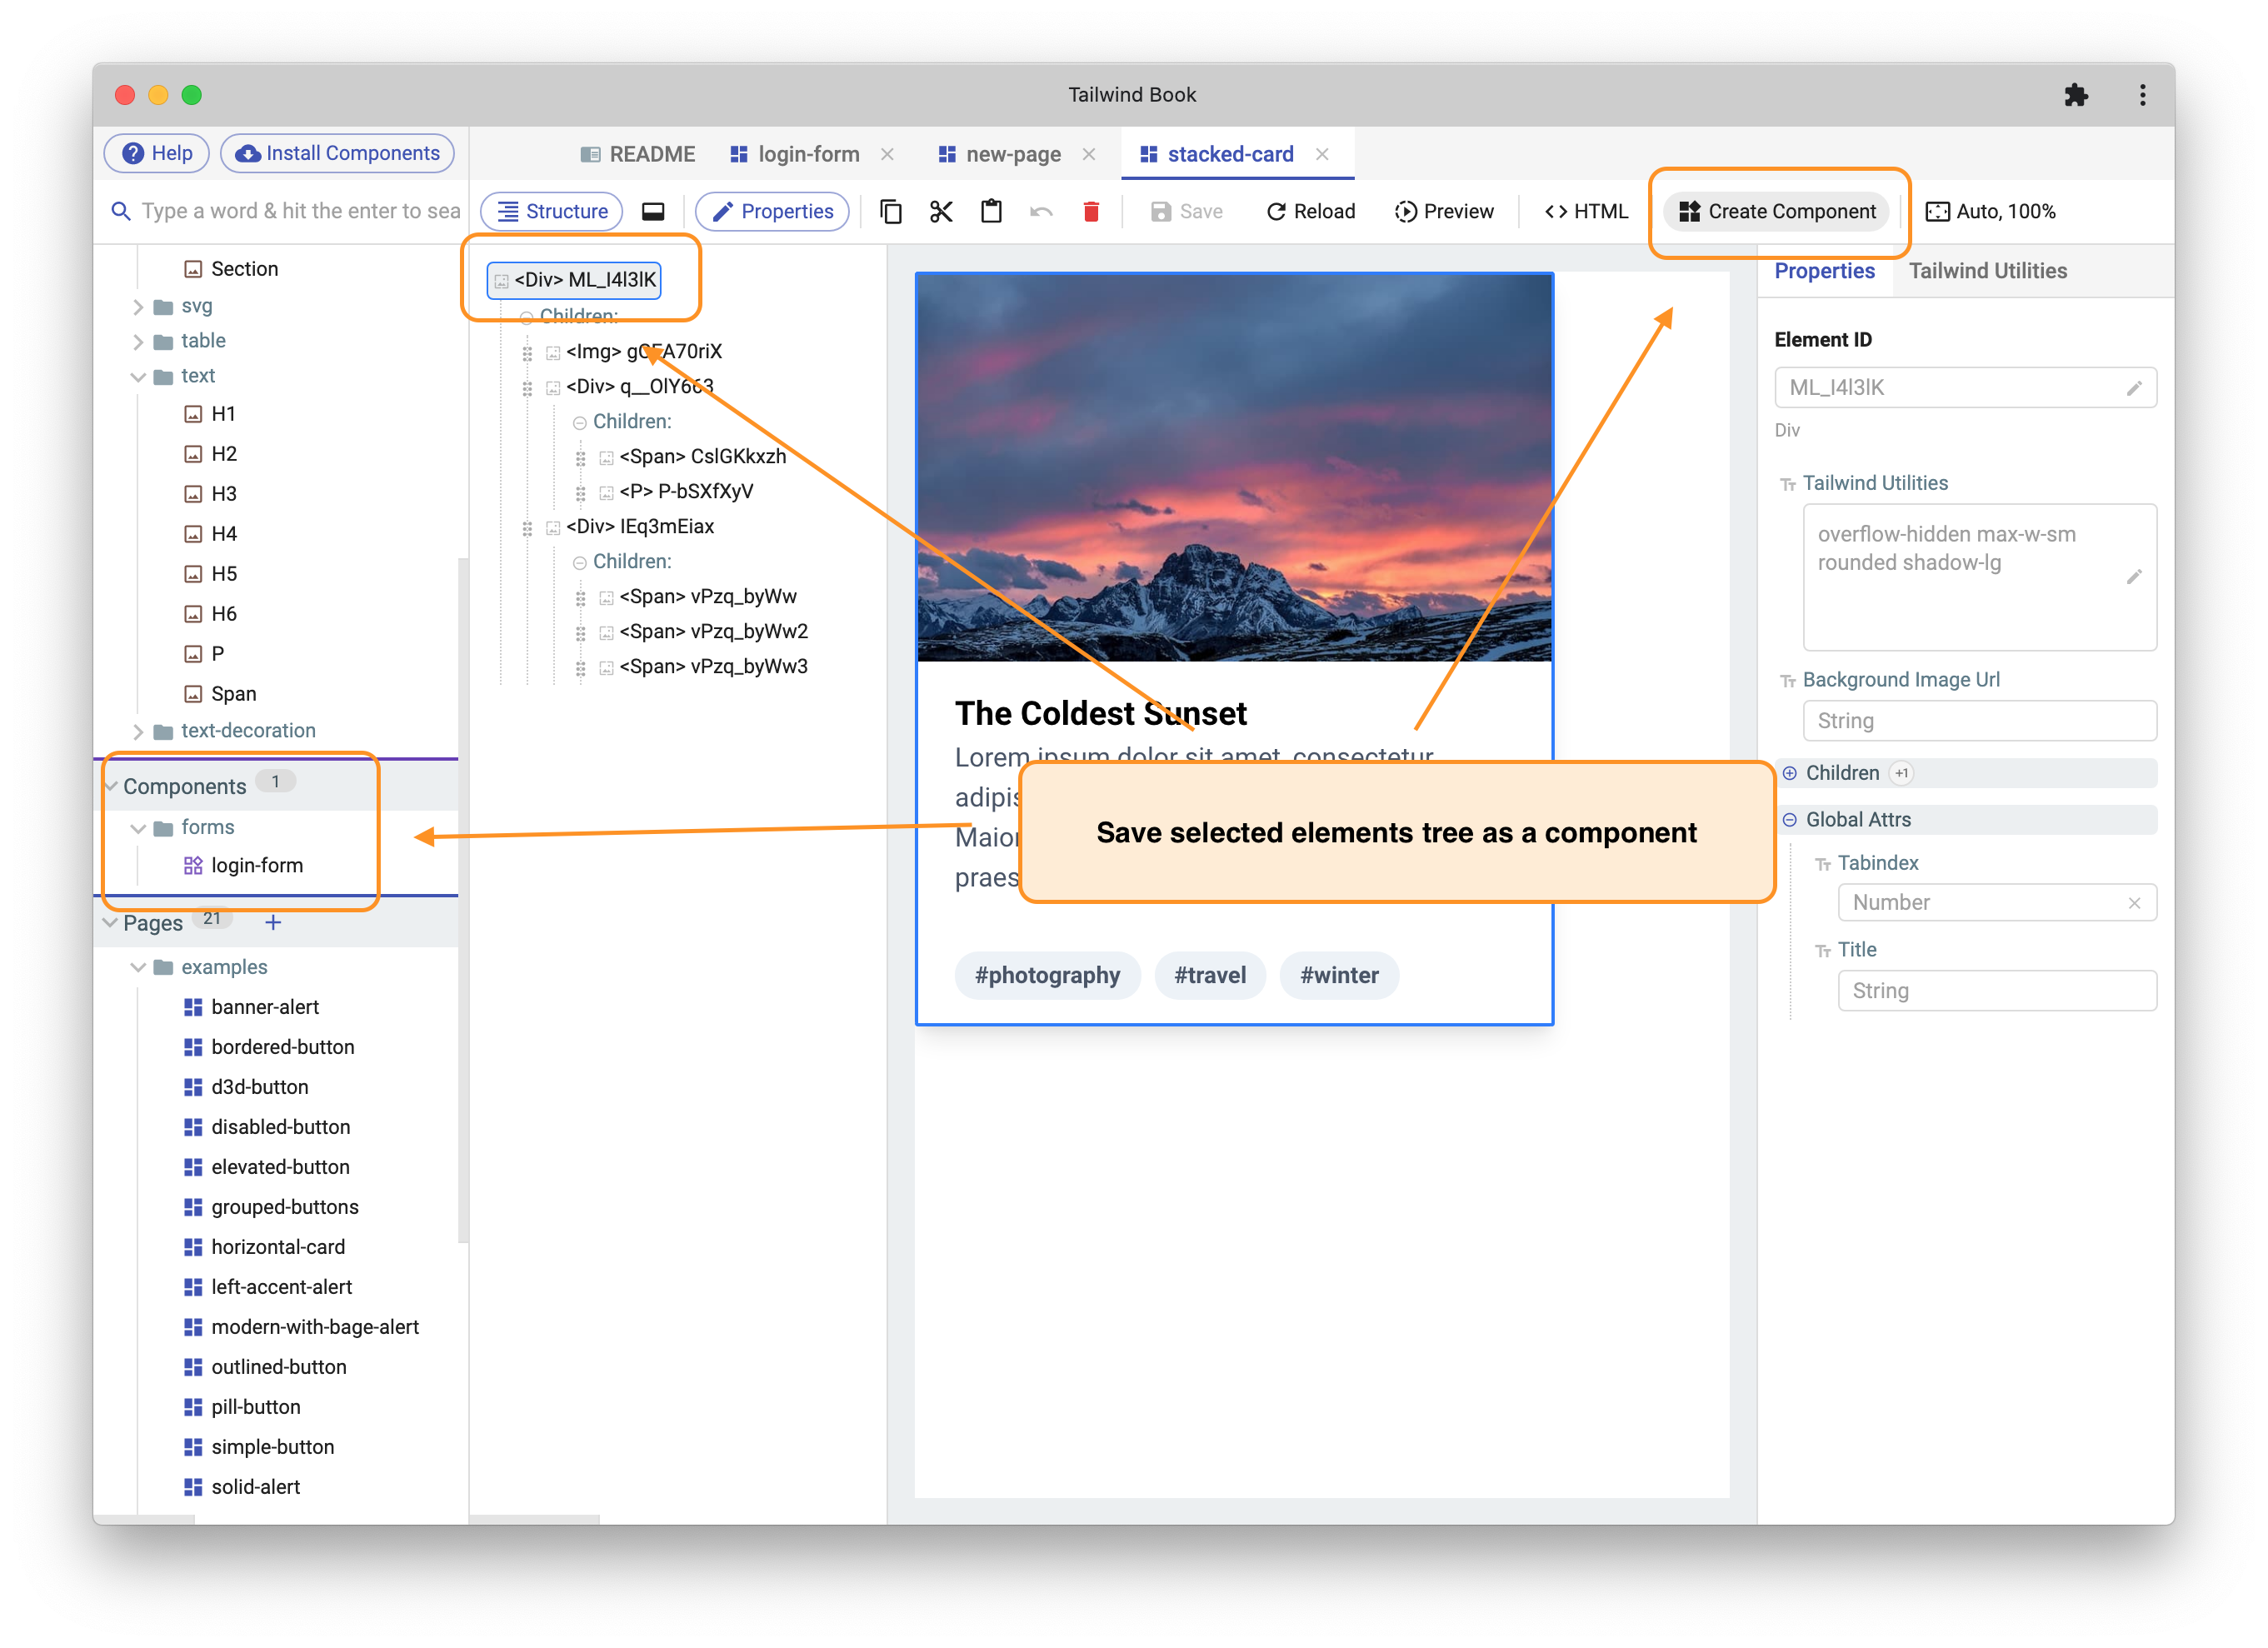 Tailwind Book
Help
Install Components
README
login-form
new-page
stacked-card
Type a word & hit the enter to sea
Structure
Properties
Save
Reload
Preview
HTML
Create Component
Auto, 100%
Section
svg
table
text
H1
H2
H3
H4
H5
H6
P
Span
text-decoration
Components 1
forms
login-form
Pages 21 +
examples
banner-alert
bordered-button
d3d-button
disabled-button
elevated-button
grouped-buttons
horizontal-card
left-accent-alert
modern-with-bage-alert
outlined-button
pill-button
simple-button
solid-alert
<Div> ML_I4l3lK
Children:
<Div> q__OlY663
Children:
<Span> CslGKkxzh
<P> P-bSXfXyV
<Div> lEq3mEiax
Children:
<Span> vPzq_byWw
<Span> vPzq_byWw2
<Span> vPzq_byWw3
The Coldest Sunset
Lorem ipsum dolor sit amet, consectetur
adipis
Maior
praes
#photography
#travel
#winter
Save selected elements tree as a component
Properties
Tailwind Utilities
Element ID
ML_I4l3lK
Div
Tailwind Utilities
overflow-hidden max-w-sm
rounded shadow-lg
Background Image Url
String
Children +1
Global Attrs
Tabindex
Number
Title
String